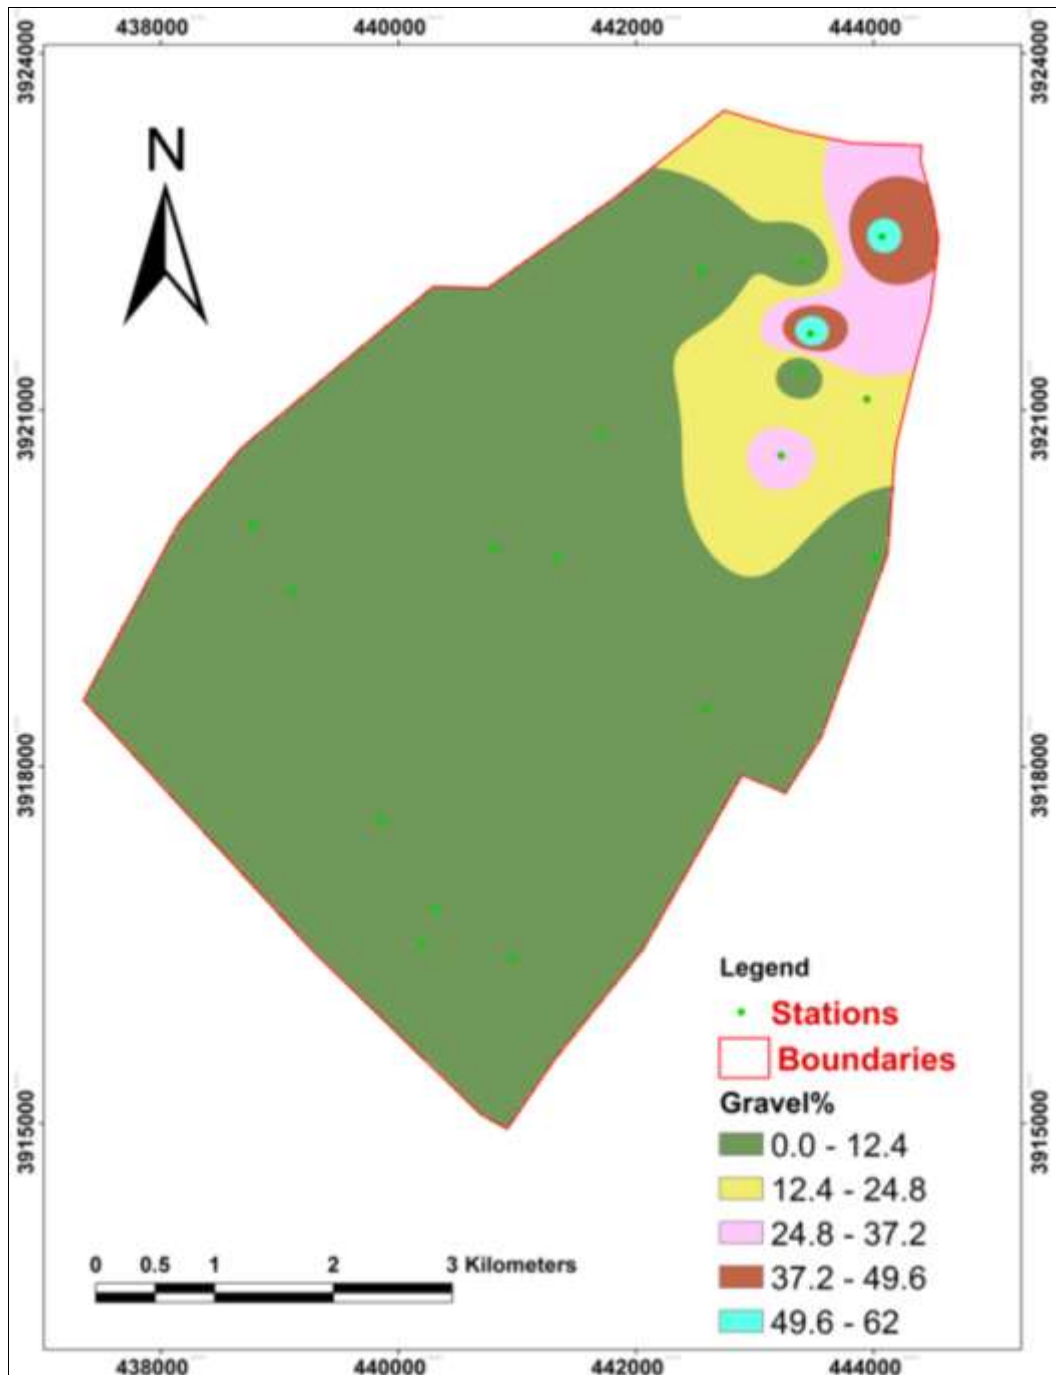 438000 440000 442000 444000
3924000 3924000
N
3921000 3921000
3918000 3918000
Legend
Stations
Boundaries
Gravel%
3915000 3915000
0.0 - 12.4
12.4 - 24.8
24.8 - 37.2
37.2 - 49.6
49.6 - 62
0 0.5 1 2 3 Kilometers
438000 440000 442000 444000